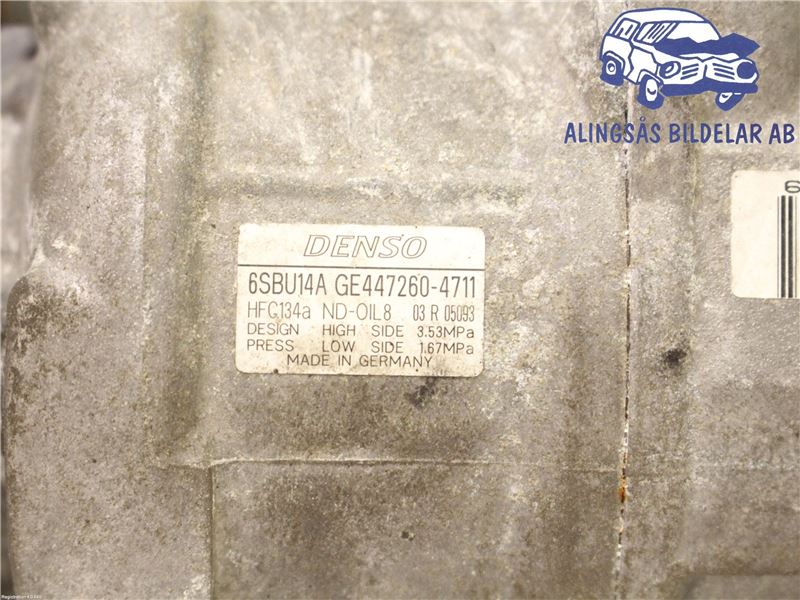 ALINGSÅS BILDELAR AB
DENSO
6SBU14A GE447260-4711
HFC134a ND-OIL8 03 R 05093
DESIGN HIGH SIDE 3.53MPa
PRESS LOW SIDE 1.67MPa
MADE IN GERMANY
6